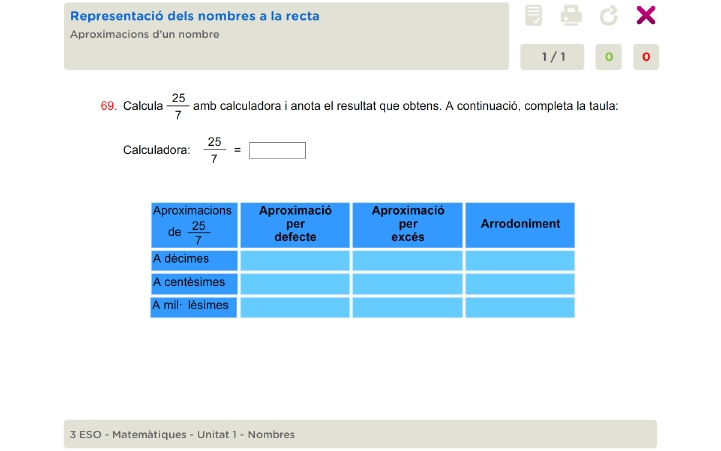 Representació dels nombres a la recta
Aproximacions d'un nombre
1 / 1
0
0
69. Calcula 25/7 amb calculadora i anota el resultat que obtens. A continuació, completa la taula:
Calculadora: 25/7 =
Aproximacions de 25/7
Aproximació per defecte
Aproximació per excés
Arrodoniment
A dècimes
A centèsimes
A mil· lèsimes
3 ESO - Matemàtiques - Unitat 1 - Nombres